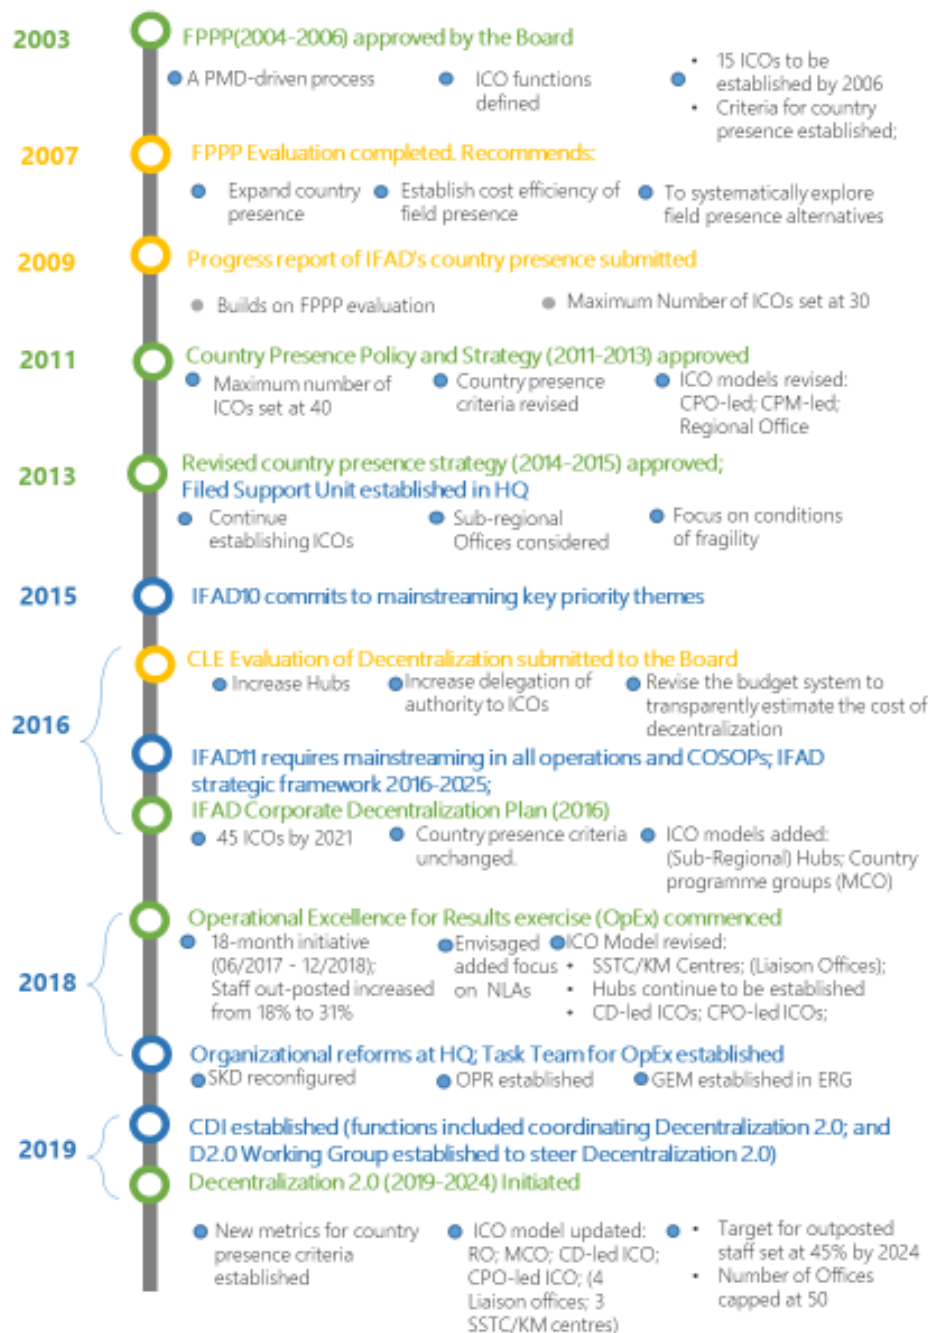 2003
FPPP(2004-2006) approved by the Board
A PMD-driven process
ICO functions
defined
• 15 ICOs to be
established by 2006
• Criteria for country
presence established;
2007
FPPP Evaluation completed. Recommends:
Expand country
presence
Establish cost efficiency of
field presence
To systematically explore
field presence alternatives
2009
Progress report of IFAD's country presence submitted
Builds on FPPP evaluation
Maximum Number of ICOs set at 30
2011
Country Presence Policy and Strategy (2011-2013) approved
Maximum number of
ICOs set at 40
Country presence
criteria revised
ICO models revised:
CPO-led; CPM-led;
Regional Office
2013
Revised country presence strategy (2014-2015) approved;
Filed Support Unit established in HQ
Continue
establishing ICOs
Sub-regional
Offices considered
Focus on conditions
of fragility
2015
IFAD10 commits to mainstreaming key priority themes
2016
CLE Evaluation of Decentralization submitted to the Board
Increase Hubs
Increase delegation of
authority to ICOs
Revise the budget system to
transparently estimate the cost of
decentralization
IFAD11 requires mainstreaming in all operations and COSOPs; IFAD
strategic framework 2016-2025;
IFAD Corporate Decentralization Plan (2016)
45 ICOs by 2021
Country presence criteria
unchanged.
ICO models added:
(Sub-Regional) Hubs; Country
programme groups (MCO)
2018
Operational Excellence for Results exercise (OpEx) commenced
18-month initiative
(06/2017 - 12/2018);
Staff out-posted increased
from 18% to 31%
Envisaged
added focus
on NLAs
ICO Model revised:
• SSTC/KM Centres; (Liaison Offices);
• Hubs continue to be established
• CD-led ICOs; CPO-led ICOs;
Organizational reforms at HQ; Task Team for OpEx established
SKD reconfigured
OPR established
GEM established in ERG
2019
CDI established (functions included coordinating Decentralization 2.0; and
D2.0 Working Group established to steer Decentralization 2.0)
Decentralization 2.0 (2019-2024) Initiated
New metrics for country
presence criteria
established
ICO model updated:
RO; MCO; CD-led ICO;
CPO-led ICO; (4
Liaison offices; 3
SSTC/KM centres)
• Target for outposted
staff set at 45% by 2024
• Number of Offices
capped at 50